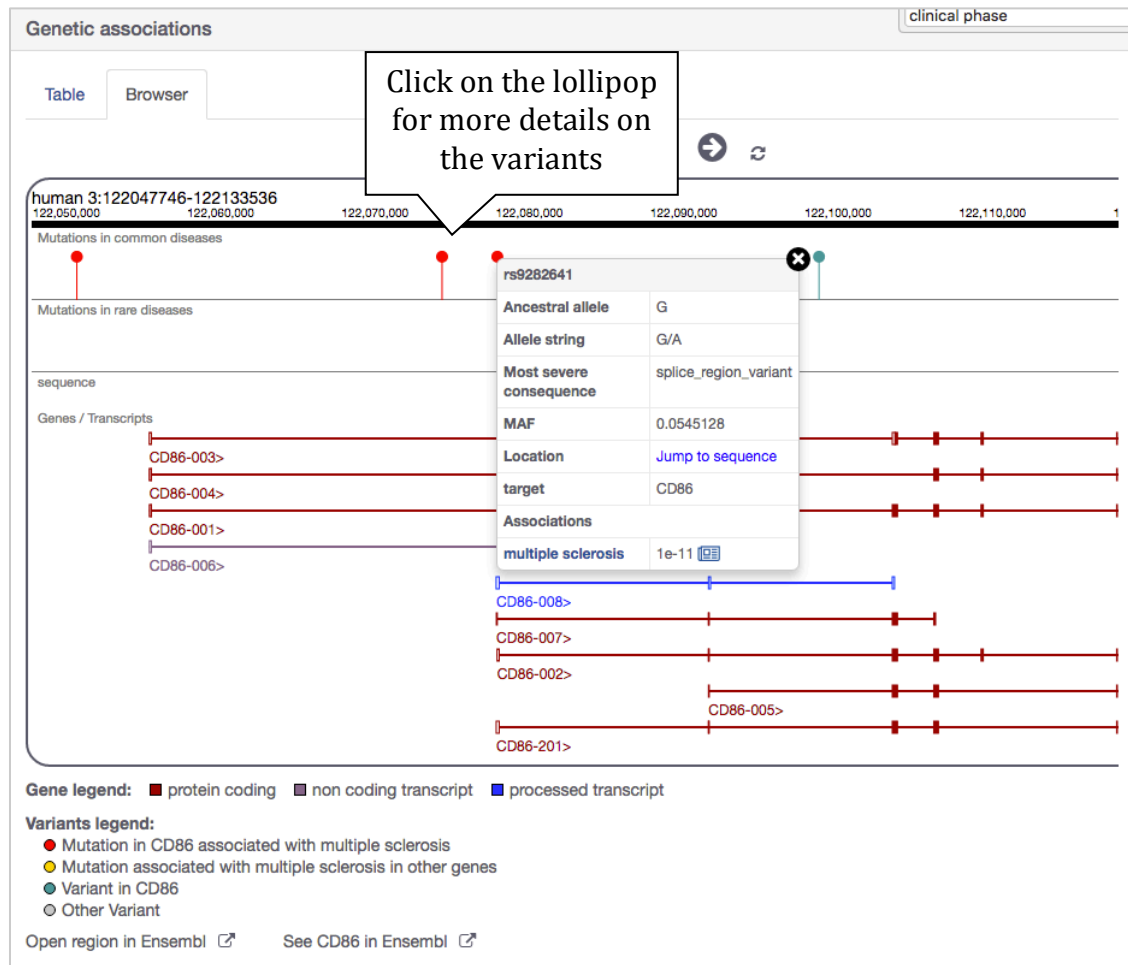 clinical phase
Genetic associations
Click on the lollipop
for more details on
the variants
Table Browser
human 3:122047746-122133536
122,050,000 122,060,000 122,070,000 122,080,000 122,090,000 122,100,000 122,110,000 1
Mutations in common diseases
rs9282641
Mutations in rare diseases
Ancestral allele G
Allele string G/A
Most severe consequence splice_region_variant
MAF 0.0545128
Location Jump to sequence
target CD86
Associations
multiple sclerosis 1e-11
sequence
Genes / Transcripts
CD86-003>
CD86-004>
CD86-001>
CD86-006>
CD86-008>
CD86-007>
CD86-002>
CD86-005>
CD86-201>
Gene legend: protein coding non coding transcript processed transcript
Variants legend:
Mutation in CD86 associated with multiple sclerosis
Mutation associated with multiple sclerosis in other genes
Variant in CD86
Other Variant
Open region in Ensembl See CD86 in Ensembl